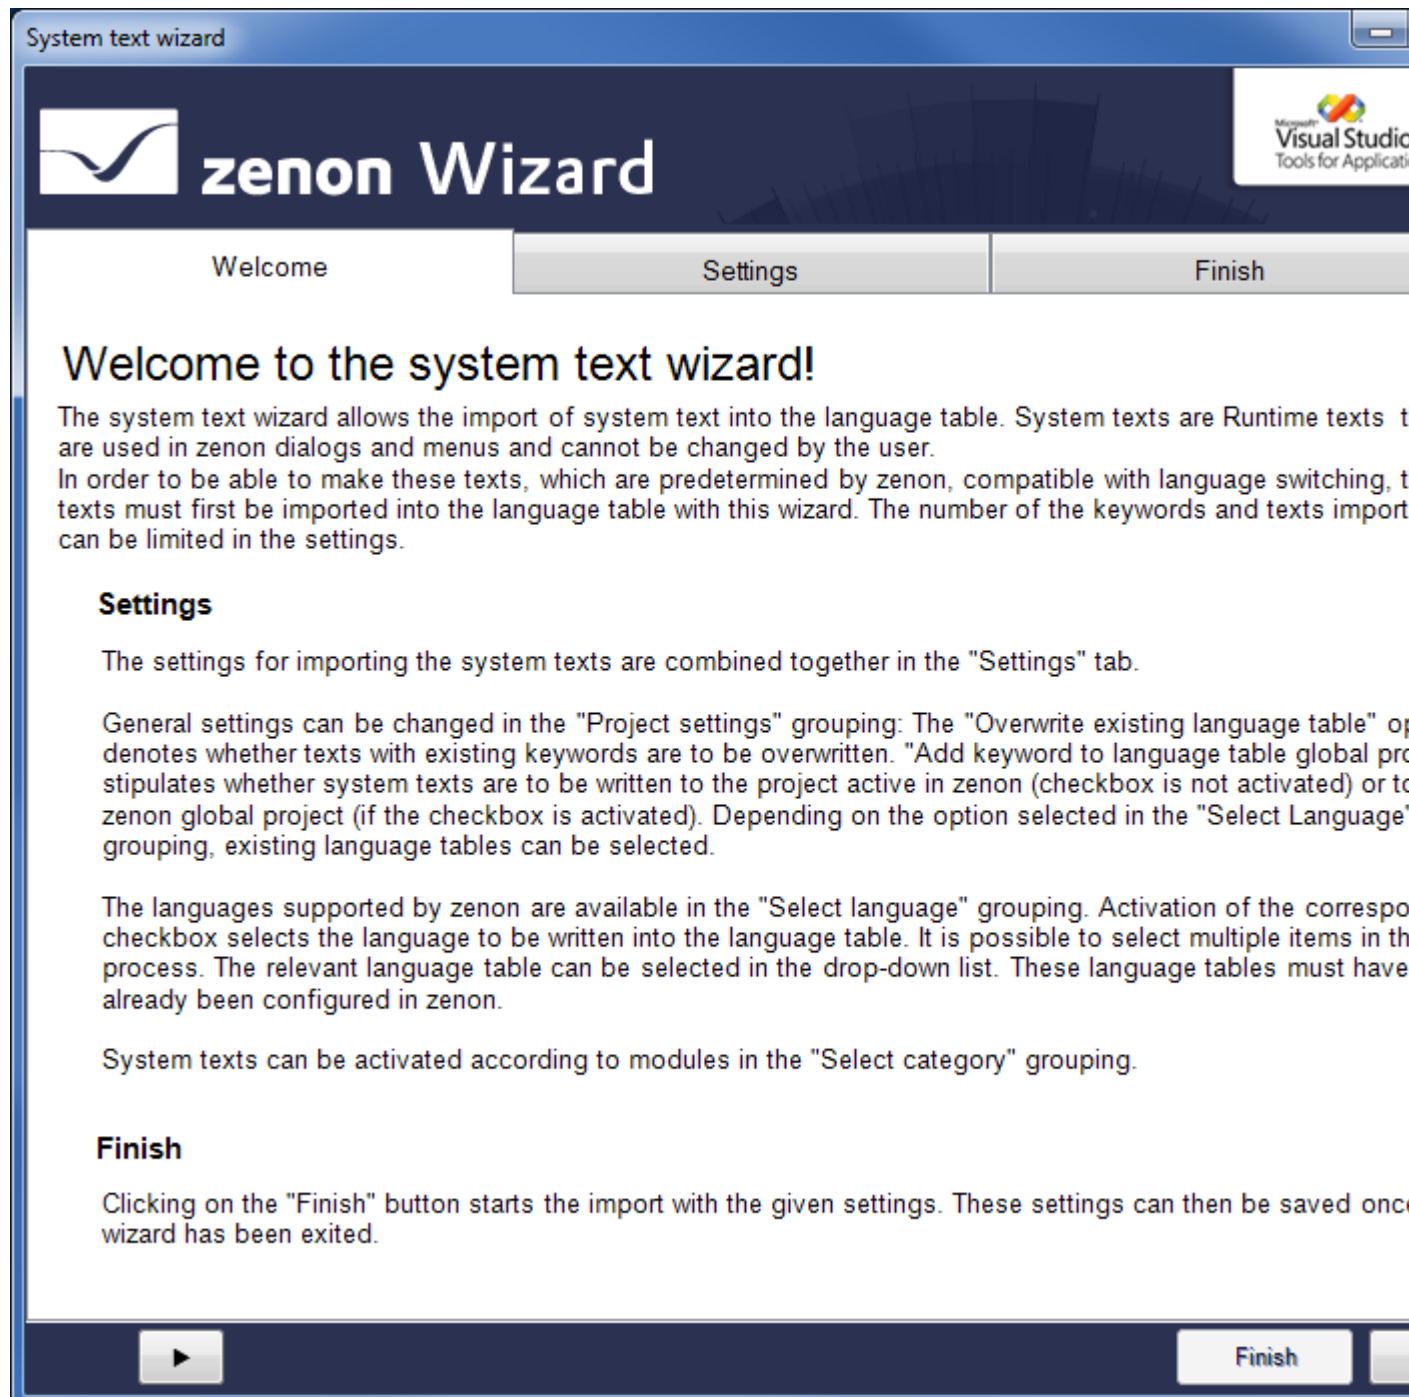 System text wizard
zenon Wizard
Microsoft
Visual Studio
Tools for
Welcome
Settings
Finish
Welcome to the system text wizard!
The system text wizard allows the import of system text into the language table. System texts are Runtime texts
are used in zenon dialogs and menus and cannot be changed by the user.
In order to be able to make these texts, which are predetermined by zenon, compatible with language switching,
texts must first be imported into the language table with this wizard. The number of the keywords and texts
can be limited in the settings.
Settings
The settings for importing the system texts are combined together in the "Settings" tab.
General settings can be changed in the "Project settings" grouping: The "Overwrite existing language table"
denotes whether texts with existing keywords are to be overwritten. "Add keyword to language table global
stipulates whether system texts are to be written to the project active in zenon (checkbox is not activated) or
zenon global project (if the checkbox is activated). Depending on the option selected in the "Select Language"
grouping, existing language tables can be selected.
The languages supported by zenon are available in the "Select language" grouping. Activation of the
checkbox selects the language to be written into the language table. It is possible to select multiple items in
process. The relevant language table can be selected in the drop-down list. These language tables must have
already been configured in zenon.
System texts can be activated according to modules in the "Select category" grouping.
Finish
Clicking on the "Finish" button starts the import with the given settings. These settings can then be saved
wizard has been exited.
Finish